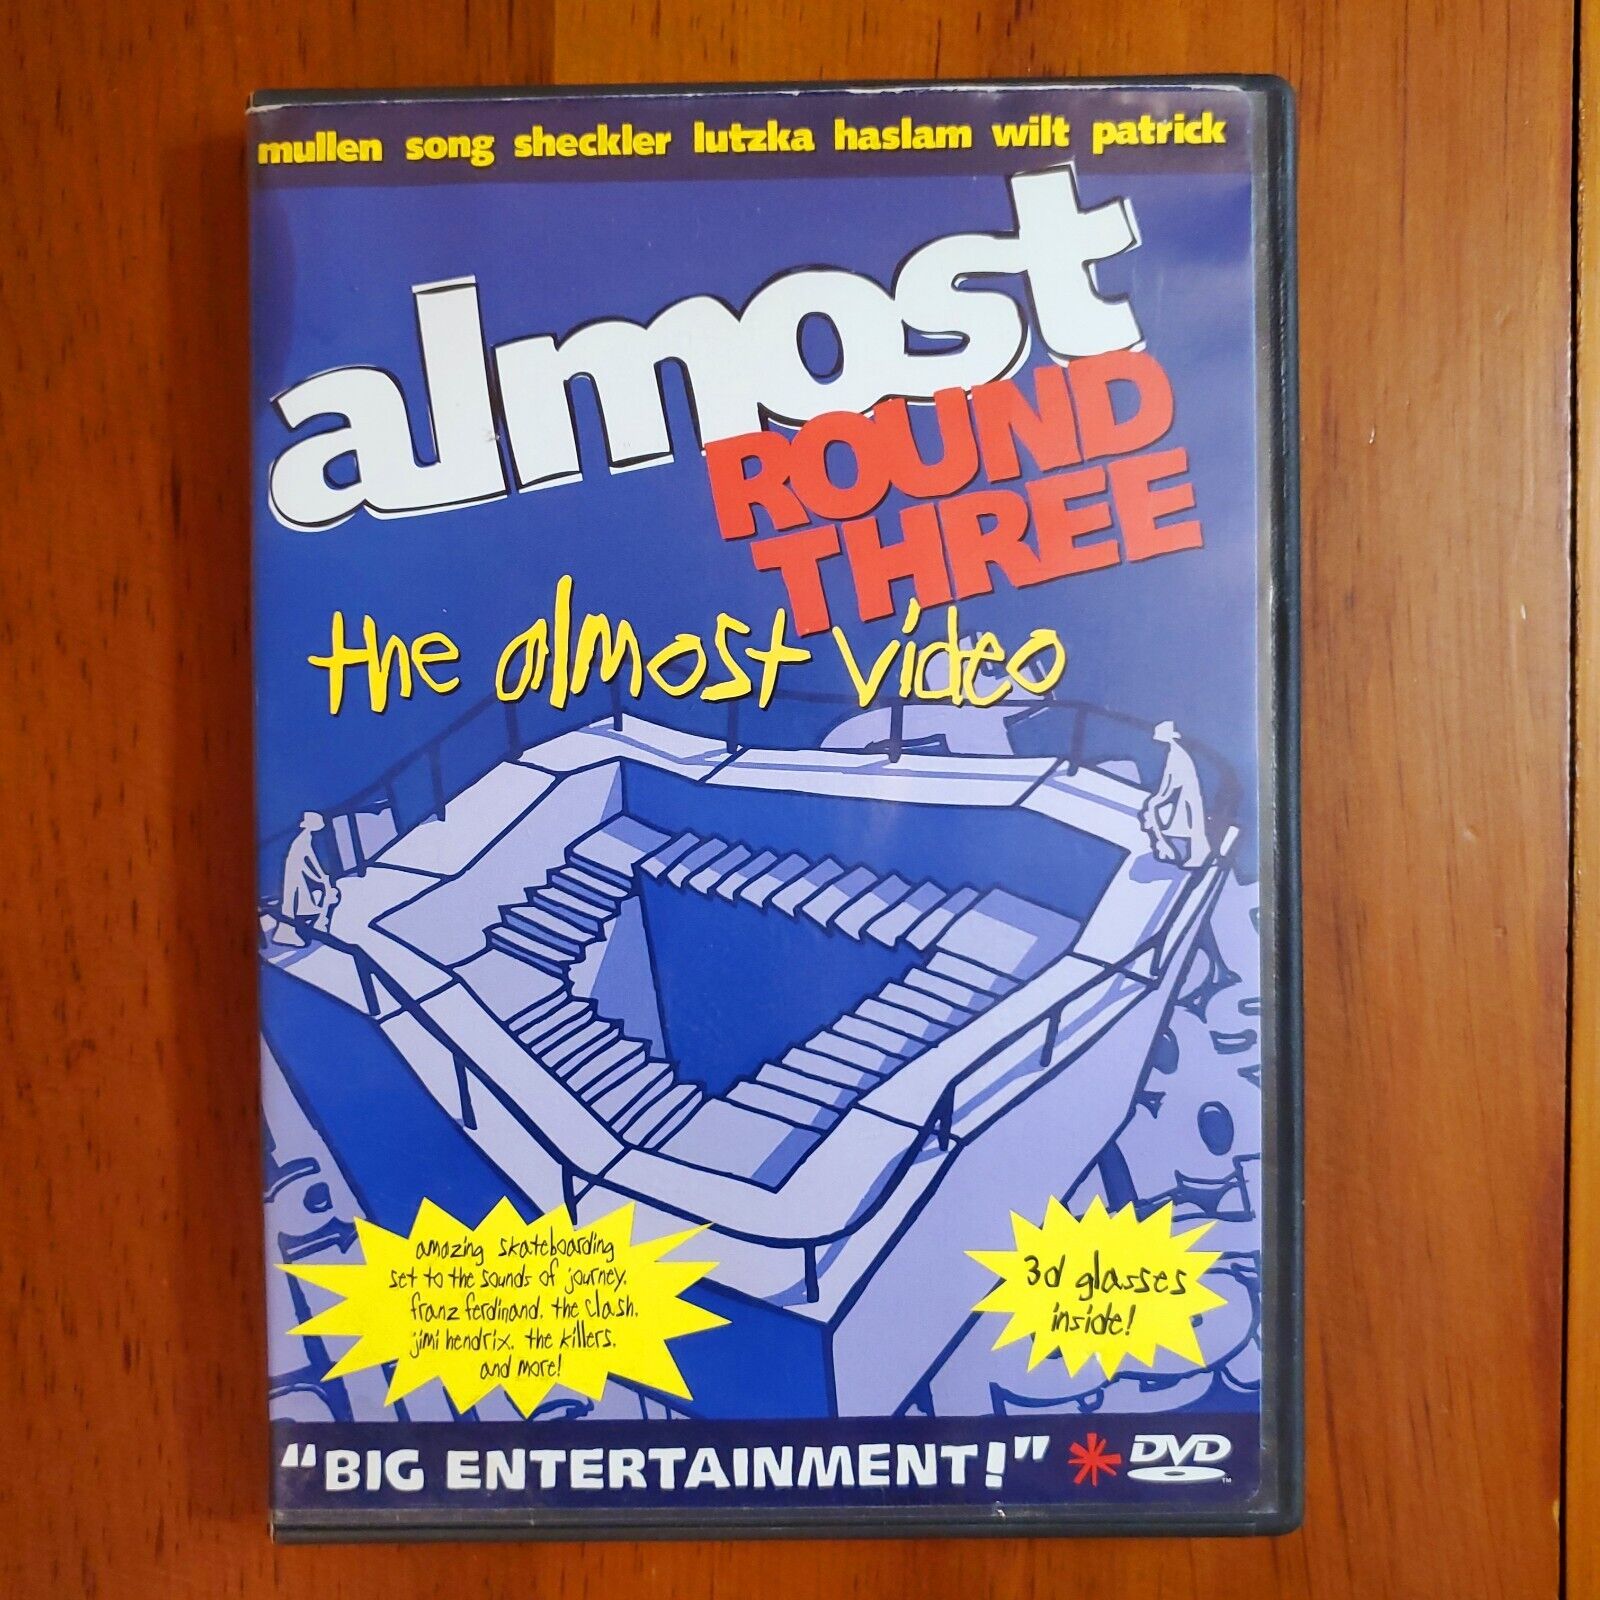 mullen song sheckler lutzka haslam wilt patrick
almost
ROUND
THREE
the almost video
amazing skateboarding
set to the sounds of journey,
franz ferdinand, the clash,
jimi hendrix, the killers,
and more!
3d glasses
inside!
"BIG ENTERTAINMENT!" * DVD
TM